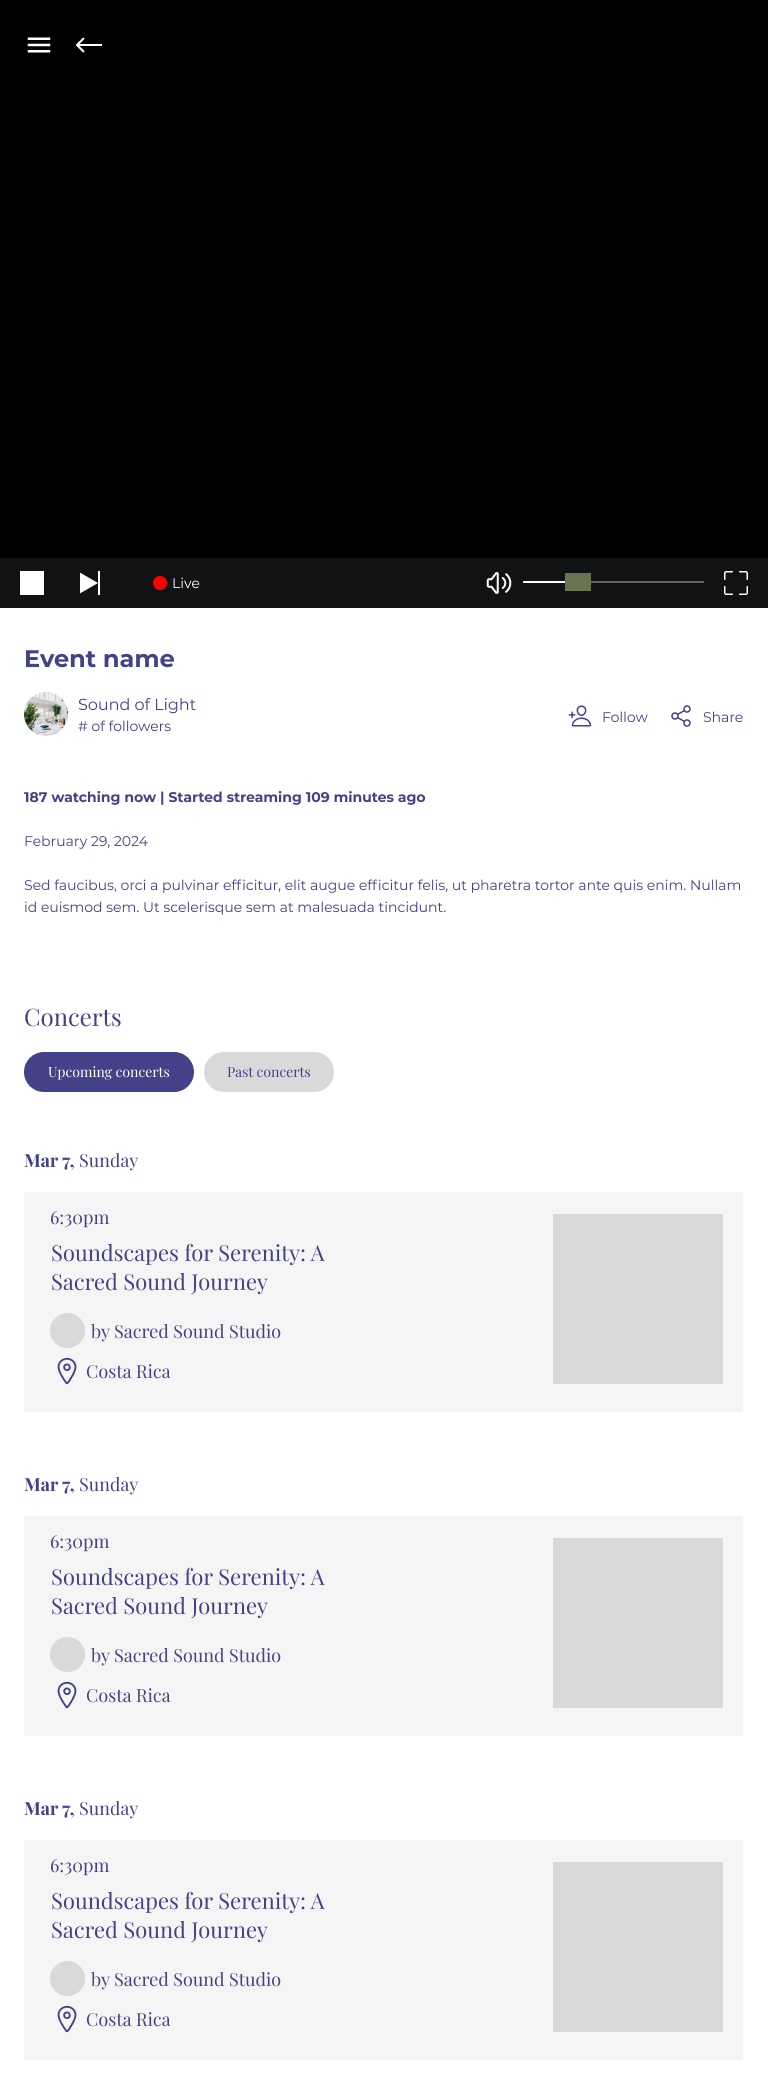 Live
Event name
Sound of Light
# of followers
Follow
Share
187 watching now | Started streaming 109 minutes ago
February 29, 2024
Sed faucibus, orci a pulvinar efficitur, elit augue efficitur felis, ut pharetra tortor ante quis enim. Nullam
id euismod sem. Ut scelerisque sem at malesuada tincidunt.
Concerts
Upcoming concerts
Past concerts
Mar 7, Sunday
6:30pm
Soundscapes for Serenity: A
Sacred Sound Journey
by Sacred Sound Studio
Costa Rica
Mar 7, Sunday
6:30pm
Soundscapes for Serenity: A
Sacred Sound Journey
by Sacred Sound Studio
Costa Rica
Mar 7, Sunday
6:30pm
Soundscapes for Serenity: A
Sacred Sound Journey
by Sacred Sound Studio
Costa Rica